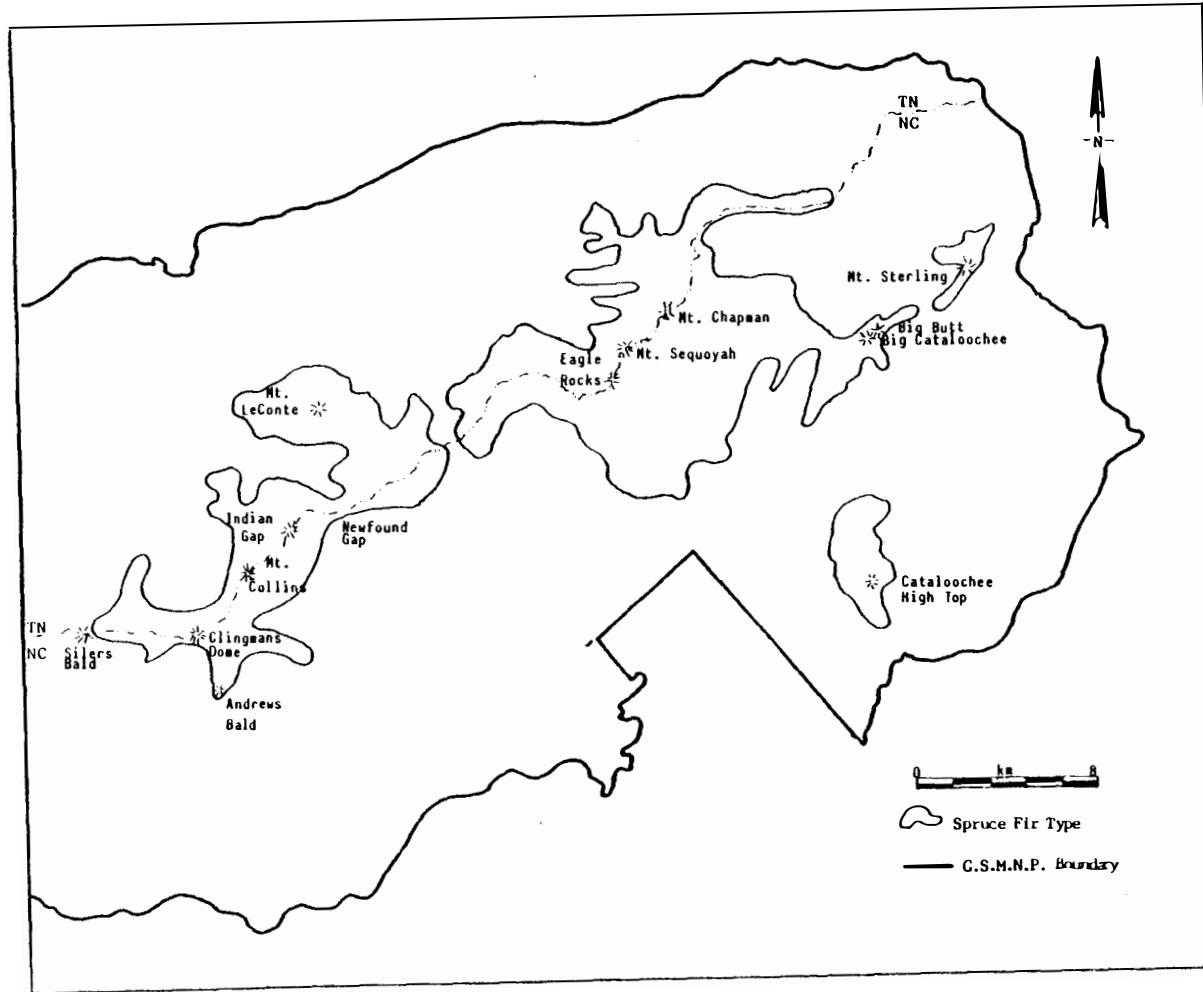 TN
NC
N
Mt. Sterling
Mt. Chapman
Big Butt
Big Cataloochee
Mt. Sequoyah
Eagle
Rocks
Mt.
LeConte
Indian
Gap
Newfound
Gap
Mt.
Collins
Cataloochee
High Top
TN
NC
Silers
Bald
Clingmans
Dome
Andrews
Bald
0 km 8
Spruce Fir Type
G.S.M.N.P. Boundary